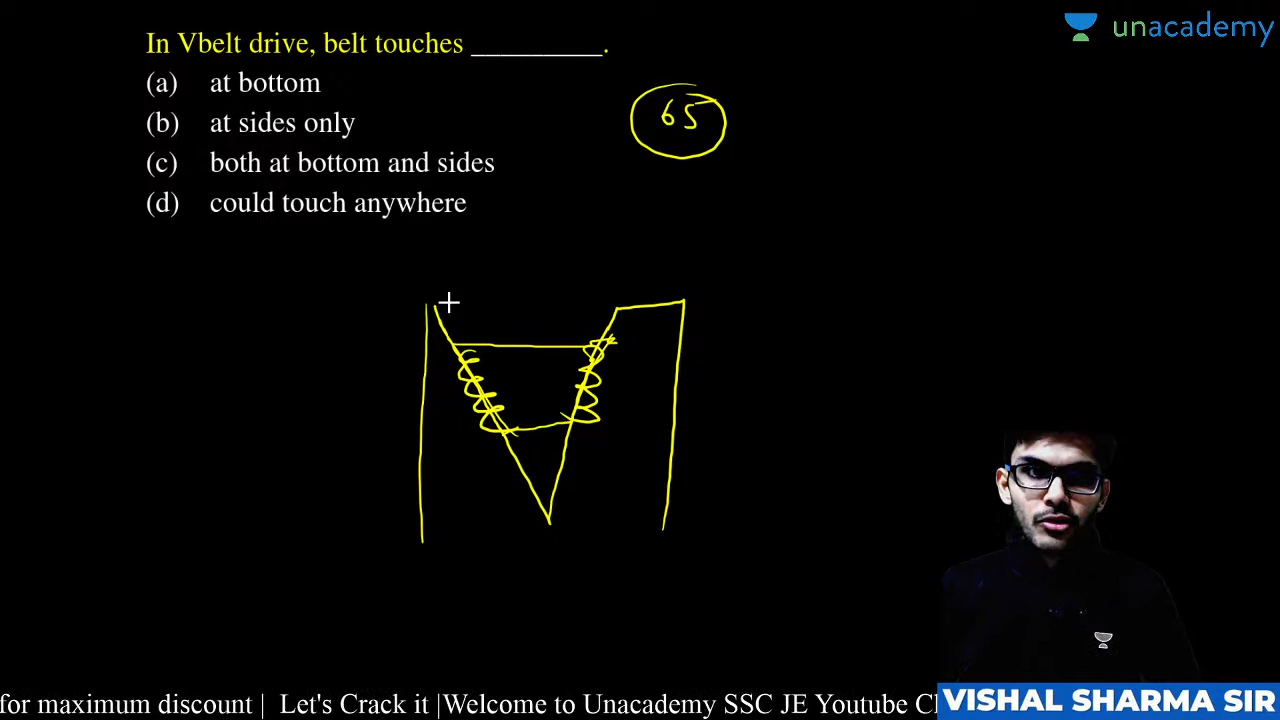 unacademy
In Vbelt drive, belt touches _________.
(a) at bottom
(b) at sides only
(c) both at bottom and sides
(d) could touch anywhere
65
for maximum discount | Let's Crack it |Welcome to Unacademy SSC JE Youtube C
VISHAL SHARMA SIR